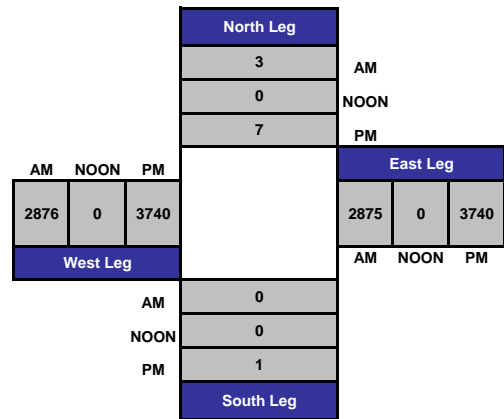 North Leg
3
AM
0
NOON
7
PM
AM NOON PM
East Leg
2876 0 3740
2875 0 3740
West Leg
AM NOON PM
AM
0
NOON
0
PM
1
South Leg